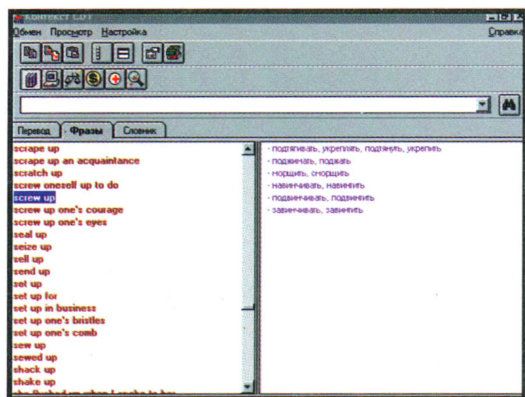 Контекст СДТ
Обмен Просмотр Настройка Справка
Перевод Фразы Словник
scrape up
scrape up an acquaintance
scratch up
screw oneself up to do
screw up
screw up one's courage
screw up one's eyes
seal up
seize up
sell up
send up
set up
set up for
set up in business
set up one's bristles
set up one's comb
sew up
sewed up
shack up
shake up
- подтягивать, укреплять, подтянуть, укрепить
- поджимать, поджать
- морщить, сморщить
- навинчивать, навинтить
- подвинчивать, подвинтить
- завинчивать, завинтить